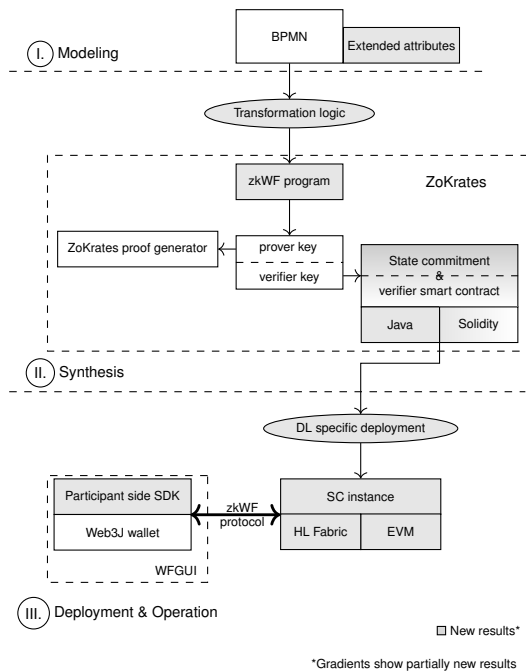 BPMN
Extended attributes
I. Modeling
Transformation logic
zkWF program
ZoKrates
ZoKrates proof generator
prover key
verifier key
State commitment
&
verifier smart contract
Java
Solidity
II. Synthesis
DL specific deployment
Participant side SDK
Web3J wallet
WFGUI
zkWF
protocol
SC instance
HL Fabric
EVM
III. Deployment & Operation
New results*
*Gradients show partially new results